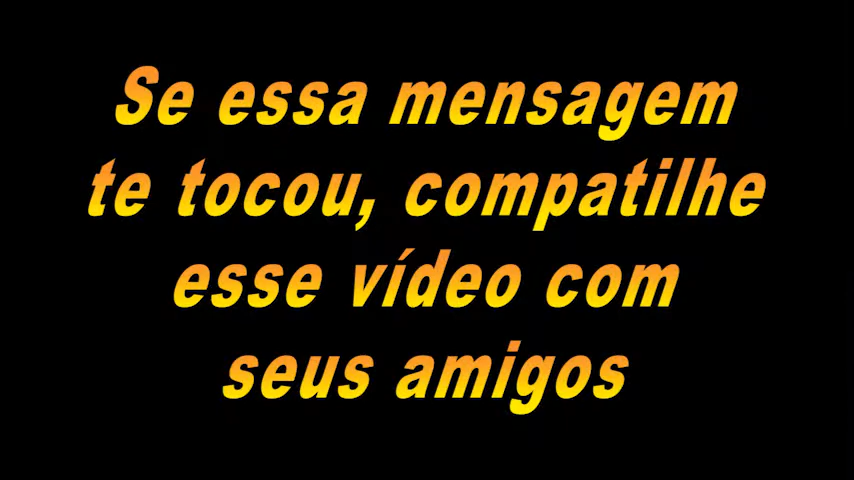 Se essa mensagem
te tocou, compatilhe
esse vídeo com
seus amigos